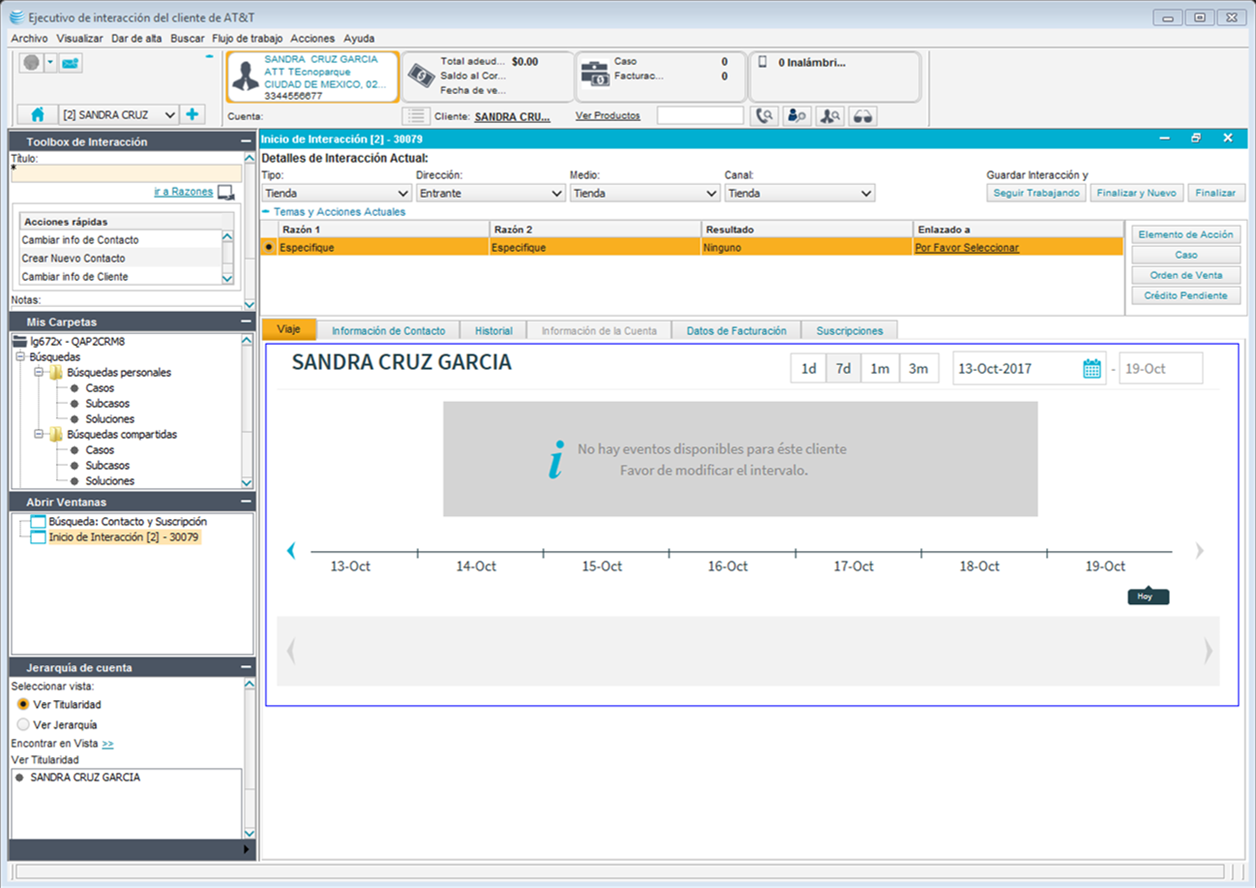 Ejecutivo de interacción del cliente de AT&T
Archivo Visualizar Dar de alta Buscar Flujo de trabajo Acciones Ayuda
SANDRA CRUZ GARCIA
ATT TEcnoparque
CIUDAD DE MEXICO, 02...
3344556677
Total adeud... $0.00
Saldo al Cor...
Fecha de ve...
Caso 0
Facturac... 0
0 Inalámbri...
[2] SANDRA CRUZ
Cuenta:
Cliente: SANDRA CRU...
Ver Productos
Toolbox de Interacción
Título:
*
ir a Razones
Acciones rápidas
Cambiar info de Contacto
Crear Nuevo Contacto
Cambiar info de Cliente
Notas:
Mis Carpetas
lg672x - QAP2CRM8
Búsquedas
Búsquedas personales
Casos
Subcasos
Soluciones
Búsquedas compartidas
Casos
Subcasos
Soluciones
Abrir Ventanas
Búsqueda: Contacto y Suscripción
Inicio de Interacción [2] - 30079
Jerarquía de cuenta
Seleccionar vista:
Ver Titularidad
Ver Jerarquía
Encontrar en Vista >>
Ver Titularidad
SANDRA CRUZ GARCIA
Inicio de Interacción [2] - 30079
Detalles de Interacción Actual:
Tipo: Dirección: Medio: Canal: Guardar Interacción y
Tienda Entrante Tienda Tienda Seguir Trabajando Finalizar y Nuevo Finalizar
Temas y Acciones Actuales
Razón 1 Razón 2 Resultado Enlazado a
Especifique Especifique Ninguno Por Favor Seleccionar
Elemento de Acción
Caso
Orden de Venta
Crédito Pendiente
Viaje Información de Contacto Historial Información de la Cuenta Datos de Facturación Suscripciones
SANDRA CRUZ GARCIA
1d 7d 1m 3m 13-Oct-2017 - 19-Oct
No hay eventos disponibles para éste cliente
Favor de modificar el intervalo.
13-Oct 14-Oct 15-Oct 16-Oct 17-Oct 18-Oct 19-Oct
Hoy